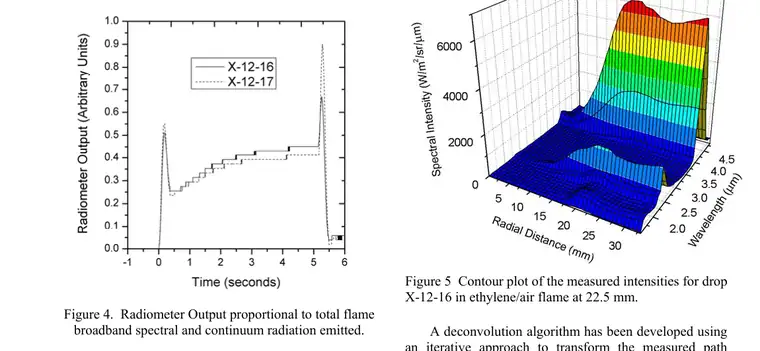 1.0
0.9
0.8
0.7
0.6
0.5
0.4
0.3
0.2
0.1
0.0
Radiometer Output (Arbitrary Units)
X-12-16
X-12-17
-1 0 1 2 3 4 5 6
Time (seconds)
Figure 4. Radiometer Output proportional to total flame
broadband spectral and continuum radiation emitted.
6000
4000
2000
0
Spectral Intensity (W/m²/sr/μm)
5 10 15 20 25 30
Radial Distance (mm)
4.5
4.0
3.5
3.0
2.5
2.0
Wavelength (μm)
Figure 5 Contour plot of the measured intensities for drop
X-12-16 in ethylene/air flame at 22.5 mm.
A deconvolution algorithm has been developed using
an iterative approach to transform the measured path